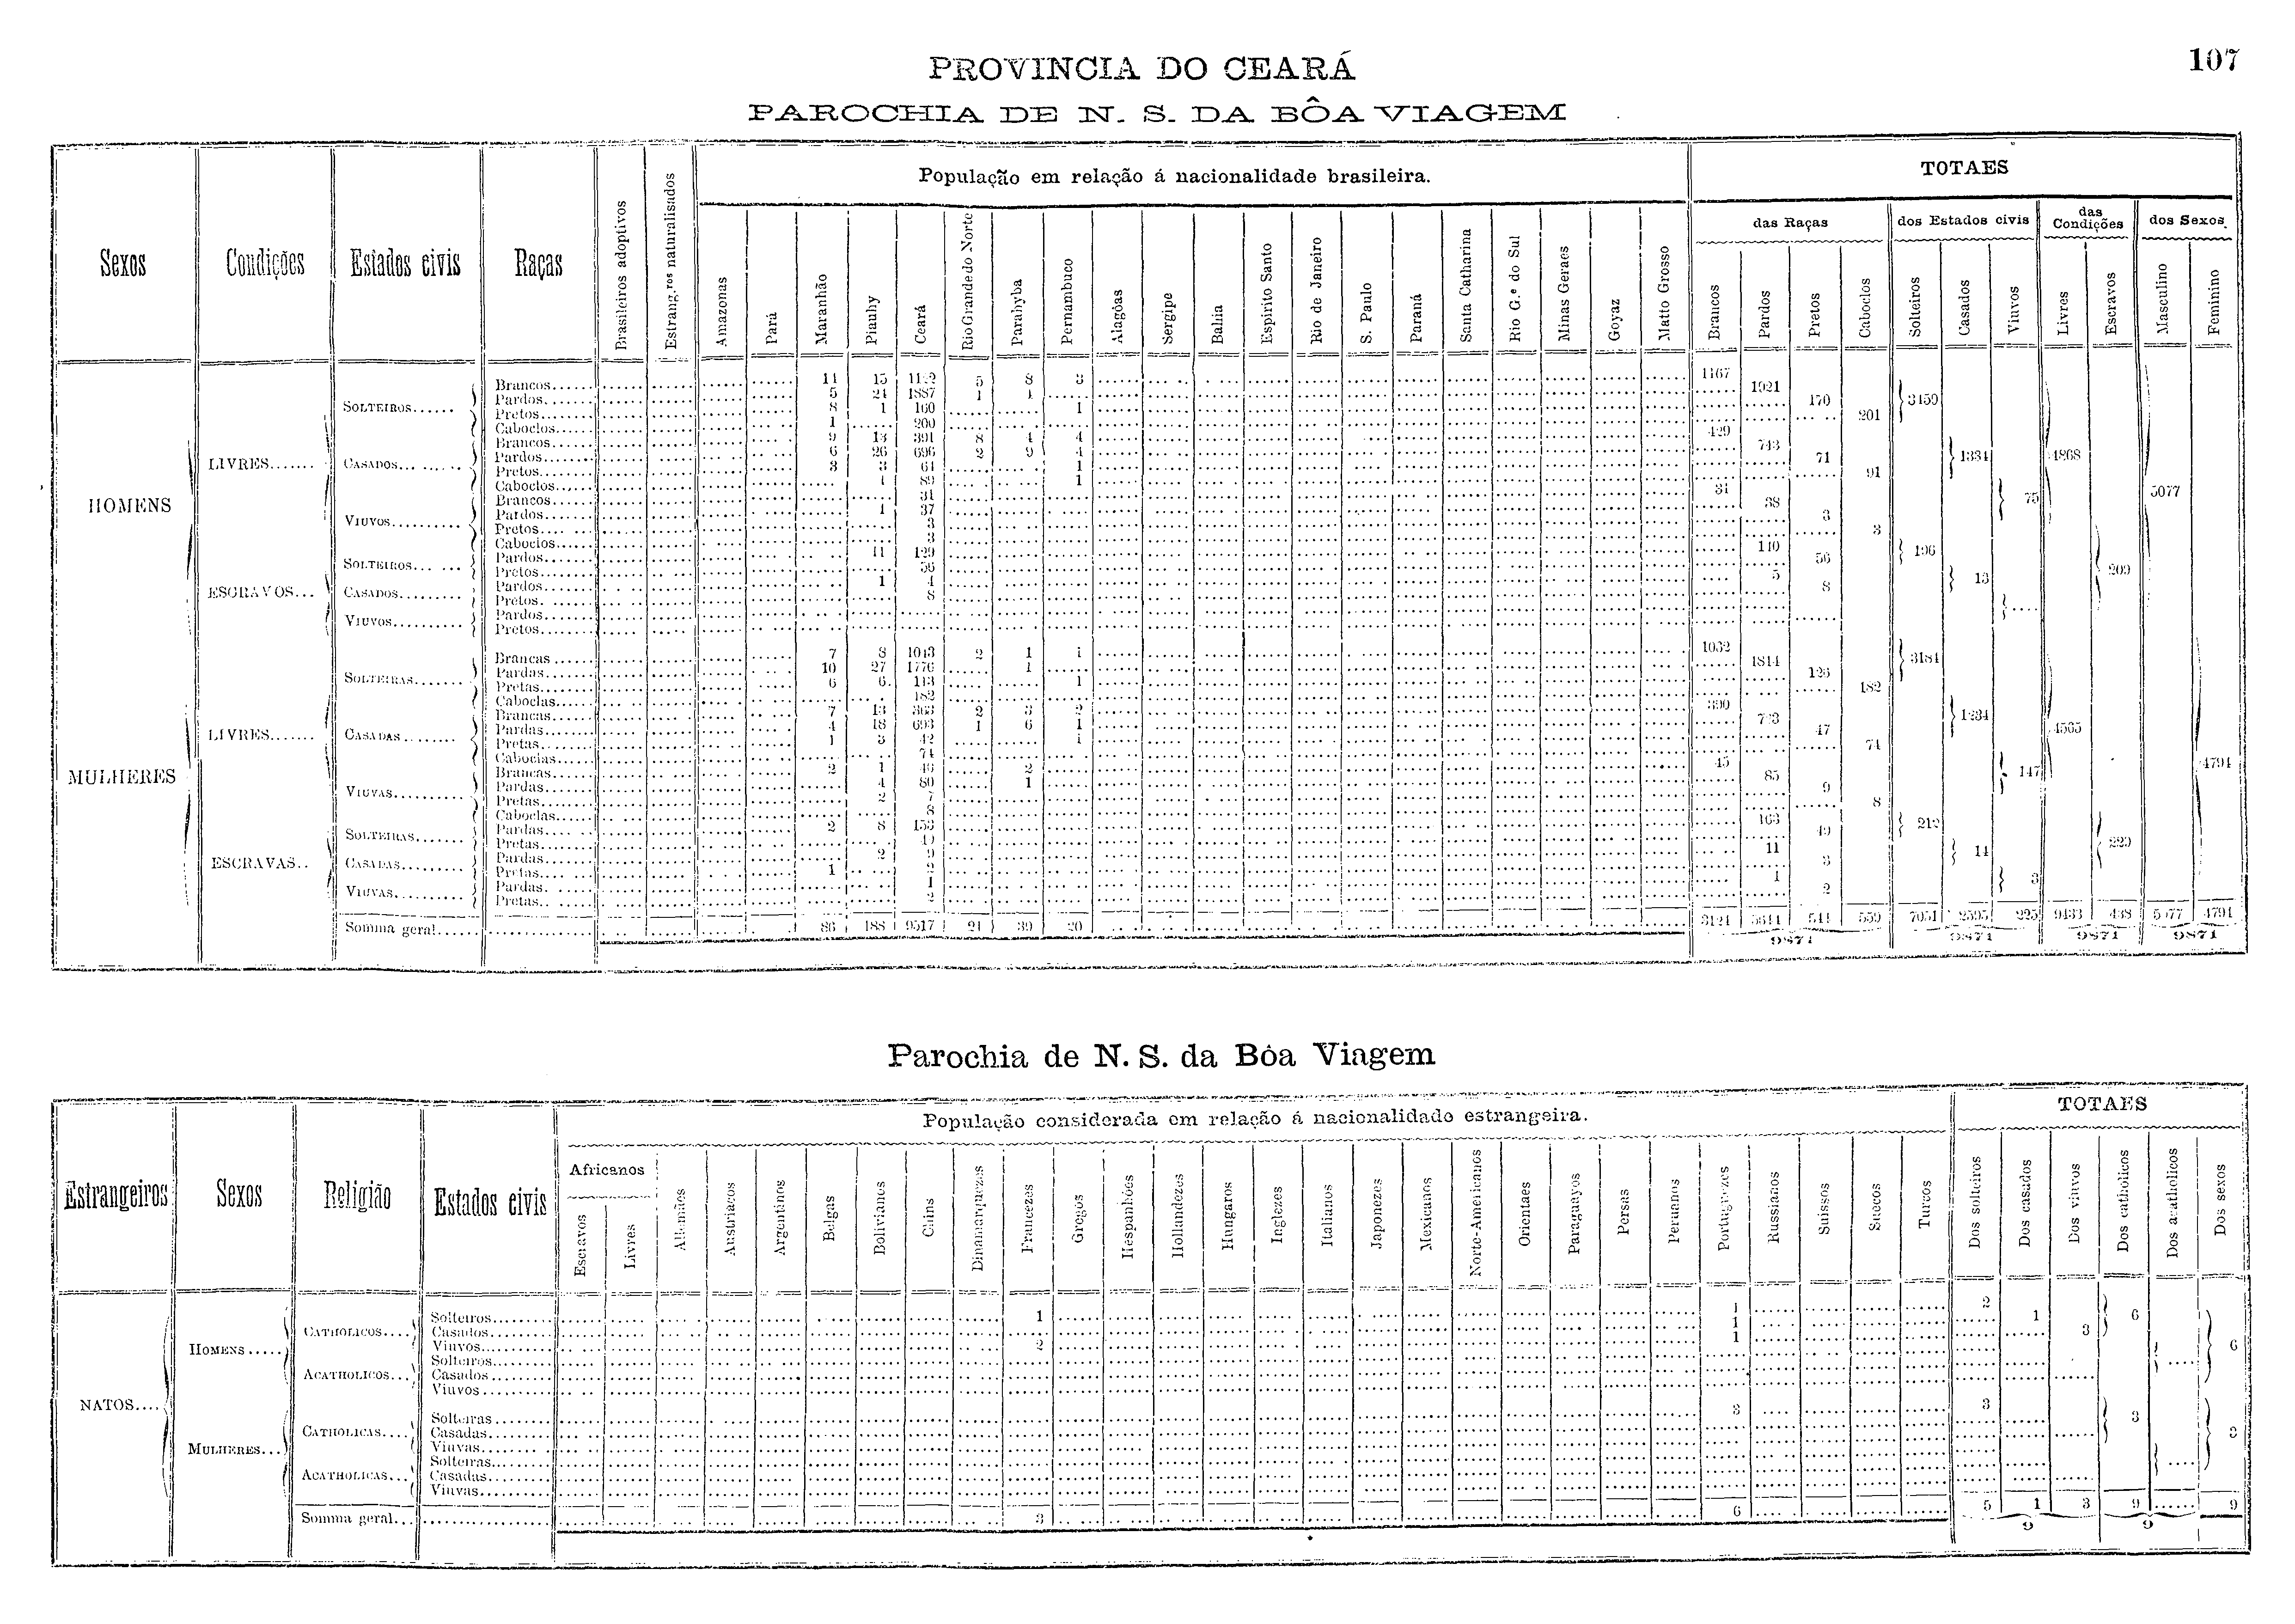 107
PROVINCIA DO CEARÁ
PAROCHIA DE N. S. DA BÔA VIAGEM
Sexos Condições Estados civis Raças Brasileiros adoptivos Estrang.ros naturalisados População em relação á nacionalidade brasileira. TOTAES
das Raças dos Estados civis das Condições dos Sexos
Amazonas Pará Maranhão Piauhy Ceará Rio Grande do Norte Parahyba Pernambuco Alagôas Sergipe Bahia Espirito Santo Rio de Janeiro S. Paulo Paraná Santa Catharina Rio G.e do Sul Minas Geraes Goyaz Matto Grosso Brancos Pardos Pretos Caboclos Solteiros Casados Viuvos Livres Escravos Masculino Feminino
HOMENS
LIVRES
SOLTEIROS
Brancos 11 15 5 8 3 1167
Pardos 5 24 1887 1 4 1921
Pretos 8 1 160 1 170
Caboclos 1 200 201
3459
CASADOS
Brancos 9 13 391 8 4 4 429
Pardos 6 26 696 2 9 4 743
Pretos 3 3 64 1 71
Caboclos 1 89 1 91
1334 4868
VIUVOS
Brancos 31 31
Pardos 1 37 38
Pretos 3 3
Caboclos 3 3
75 5077
ESCRAVOS
SOLTEIROS
Pardos 11 129 140
Pretos 56 56
196
CASADOS
Pardos 1 4 5
Pretos 8 8
13 209
VIUVOS
Pardos
Pretos
MULHERES
LIVRES
SOLTEIRAS
Brancas 7 8 1043 2 1 1 1062
Pardas 10 27 1776 1 1814
Pretas 6 6 113 1 126
Caboclas 182 182
3184
CASADAS
Brancas 7 13 363 2 3 2 390
Pardas 4 18 693 1 6 1 723
Pretas 1 3 42 1 47
Caboclas 74 74
1234 4565
VIUVAS
Brancas 2 1 40 2 45
Pardas 4 80 1 85
Pretas 2 7 9
Caboclas 8 8
147 4794
ESCRAVAS
SOLTEIRAS
Pardas 2 8 153 163
Pretas 49 49
212
CASADAS
Pardas 2 9 11
Pretas 1 2 3
14 229
VIUVAS
Pardas 1 1
Pretas 2 2
3
Somma geral 86 188 9517 21 39 20 3124 5644 544 559 7051 2595 225 9433 438 5077 4794
9871 9871 9871 9871
Parochia de N. S. da Bôa Viagem
Estrangeiros Sexos Religião Estados civis População considerada em relação á nacionalidade estrangeira. TOTAES
Africanos
Escravos Livres Allemães Austriacos Argentinos Belgas Bolivianos Chins Dinamarquezes Francezes Gregos Hespanhóes Hollandezes Hungaros Inglezes Italianos Japonezes Mexicanos Norte-Americanos Orientaes Paraguayos Persas Peruanos Portuguezes Russianos Suissos Suecos Turcos Dos solteiros Dos casados Dos viuvos Dos catholicos Dos acatholicos Dos sexos
NATOS
HOMENS
CATHOLICOS
Solteiros 1 1 2
Casados 1 1
Viuvos 2 1 3
6
ACATHOLICOS
Solteiros
Casados
Viuvos
6
MULHERES
CATHOLICAS
Solteiras 3 3
Casadas
Viuvas
3
ACATHOLICAS
Solteiras
Casadas
Viuvas
3
Somma geral 3 6 5 1 3 9 9
9 9